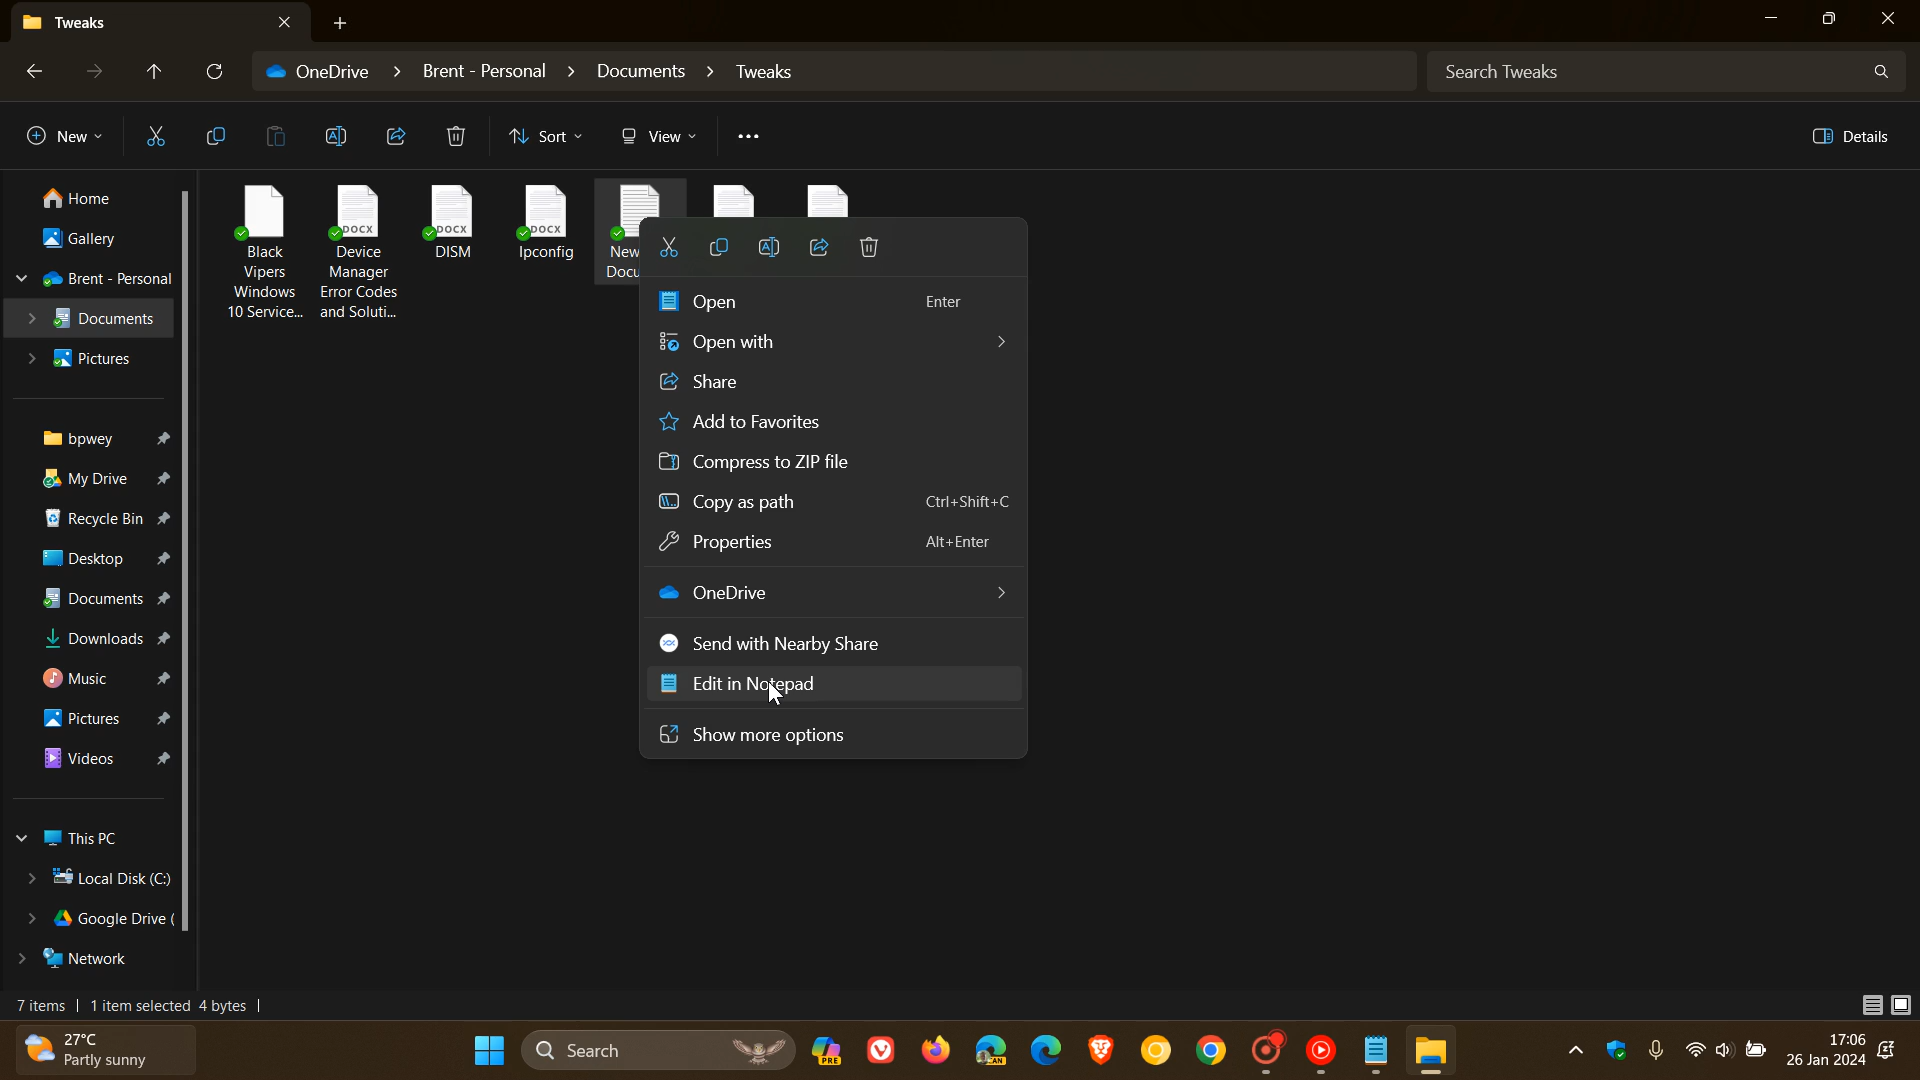 Tweaks
OneDrive > Brent - Personal > Documents > Tweaks
Search Tweaks
New
Sort
View
Details
Home
Gallery
Brent - Personal
Documents
Pictures
bpwey
My Drive
Recycle Bin
Desktop
Documents
Downloads
Music
Pictures
Videos
This PC
Local Disk (C:)
Google Drive (
Network
Black
Vipers
Windows
10 Service...
DOCX
Device
Manager
Error Codes
and Soluti...
DOCX
DISM
DOCX
Ipconfig
New
Docu
Open Enter
Open with
Share
Add to Favorites
Compress to ZIP file
Copy as path Ctrl+Shift+C
Properties Alt+Enter
OneDrive
Send with Nearby Share
Edit in Notepad
Show more options
7 items | 1 item selected 4 bytes |
27°C
Partly sunny
Search
PRE
CAN
17:06
26 Jan 2024